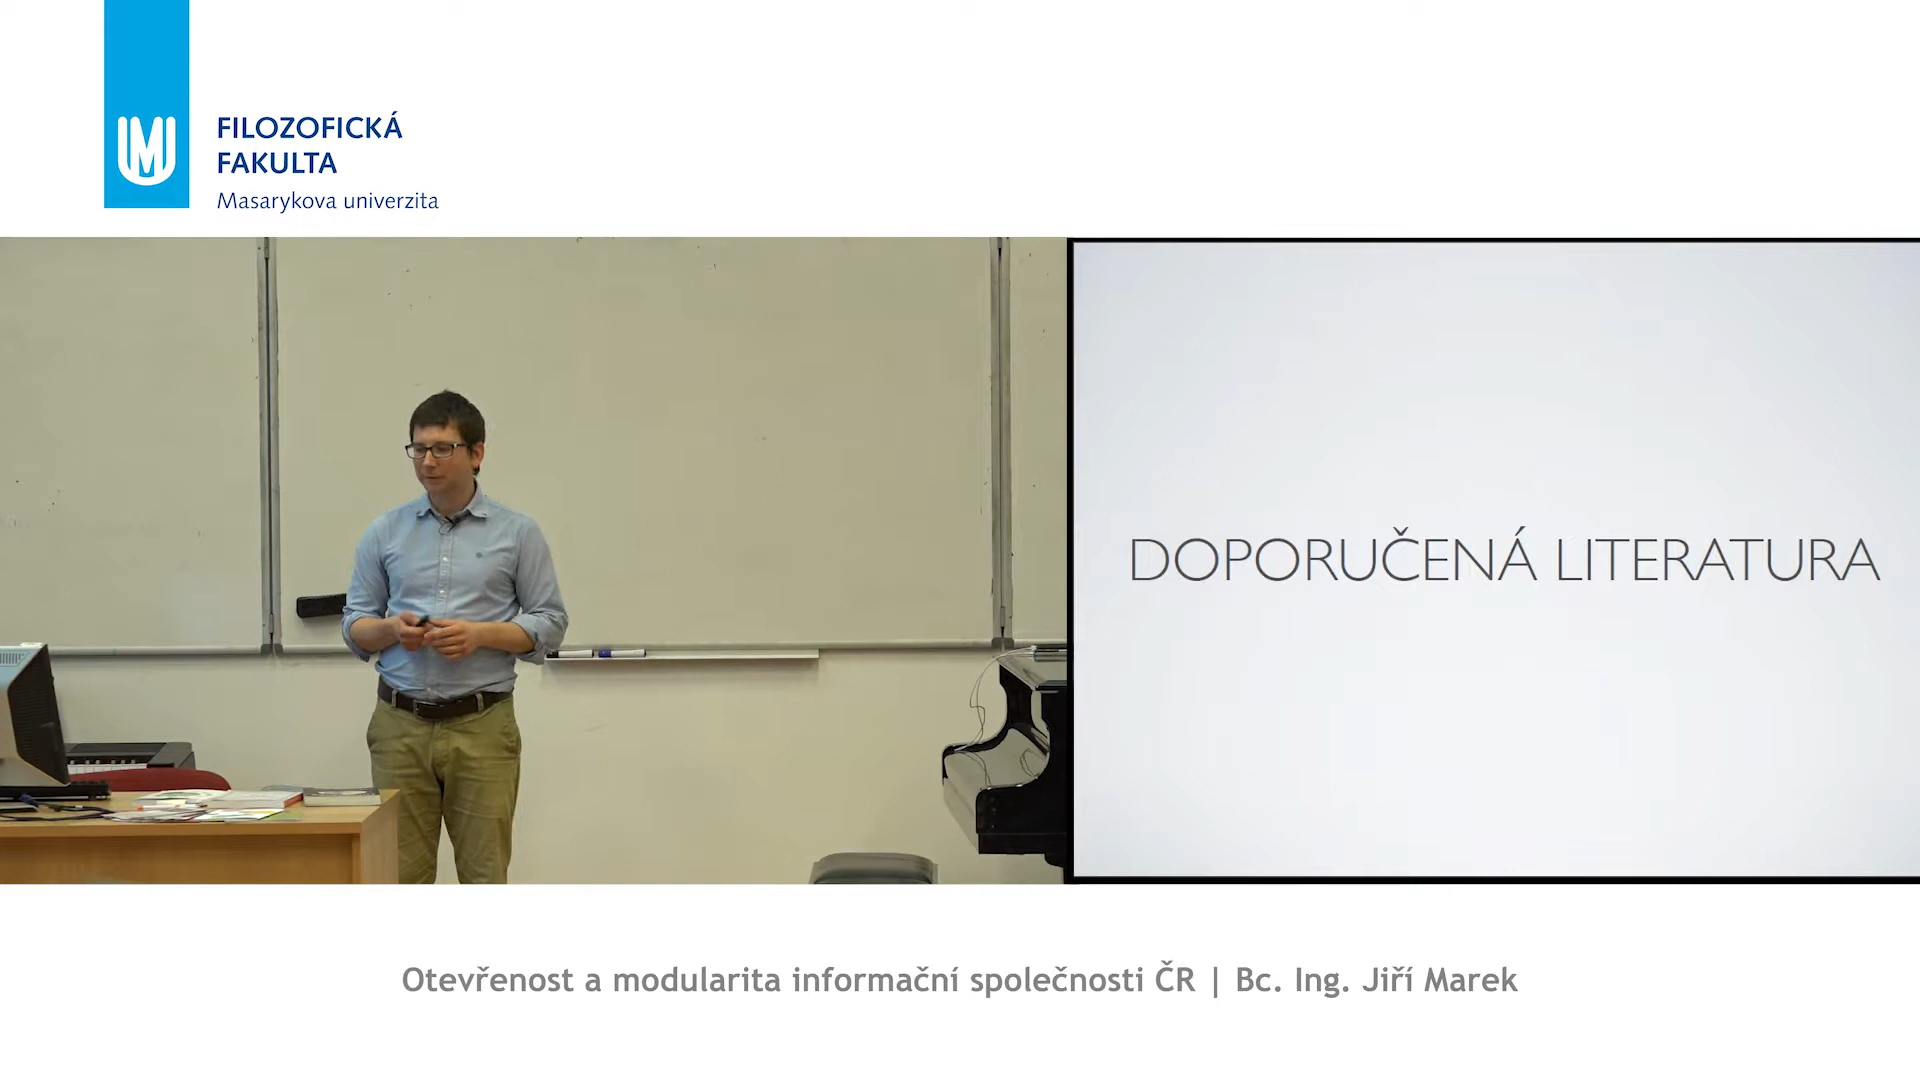 FILOZOFICKÁ
FAKULTA
Masarykova univerzita
DOPORUČENÁ LITERATURA
Otevřenost a modularita informační společnosti ČR | Bc. Ing. Jiří Marek